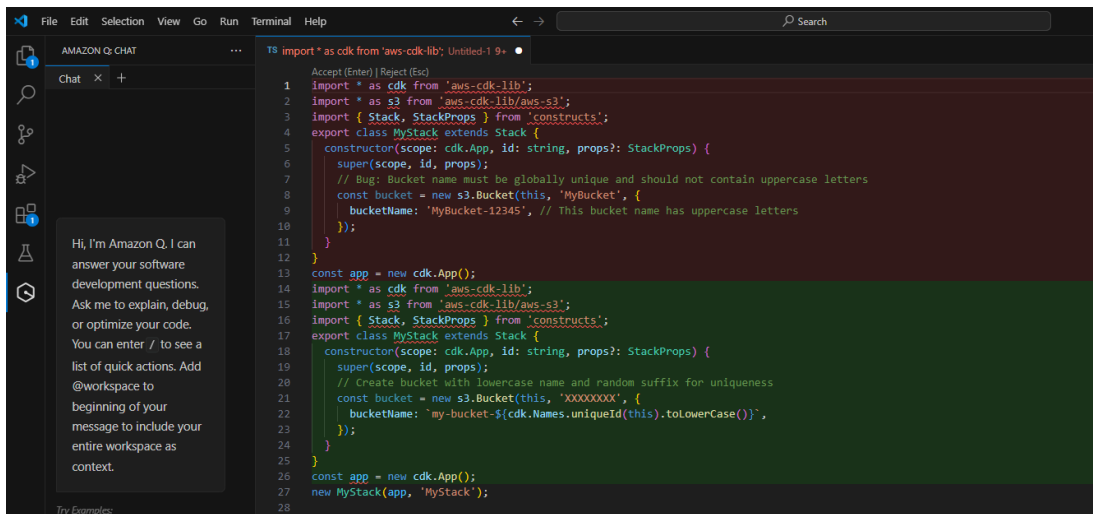 File Edit Selection View Go Run Terminal Help
Search
AMAZON Q: CHAT
TS import * as cdk from 'aws-cdk-lib'; Untitled-1 9+
Chat
Accept (Enter) | Reject (Esc)
1 import * as cdk from 'aws-cdk-lib';
2 import * as s3 from 'aws-cdk-lib/aws-s3';
3 import { Stack, StackProps } from 'constructs';
4 export class MyStack extends Stack {
5 constructor(scope: cdk.App, id: string, props?: StackProps) {
6 super(scope, id, props);
7 // Bug: Bucket name must be globally unique and should not contain uppercase letters
8 const bucket = new s3.Bucket(this, 'MyBucket', {
9 bucketName: 'MyBucket-12345', // This bucket name has uppercase letters
10 });
11 }
12 }
13 const app = new cdk.App();
14 import * as cdk from 'aws-cdk-lib';
15 import * as s3 from 'aws-cdk-lib/aws-s3';
16 import { Stack, StackProps } from 'constructs';
17 export class MyStack extends Stack {
18 constructor(scope: cdk.App, id: string, props?: StackProps) {
19 super(scope, id, props);
20 // Create bucket with lowercase name and random suffix for uniqueness
21 const bucket = new s3.Bucket(this, 'XXXXXXXX', {
22 bucketName: `my-bucket-${cdk.Names.uniqueId(this).toLowerCase()}`,
23 });
24 }
25 }
26 const app = new cdk.App();
27 new MyStack(app, 'MyStack');
28
Hi, I'm Amazon Q. I can
answer your software
development questions.
Ask me to explain, debug,
or optimize your code.
You can enter / to see a
list of quick actions. Add
@workspace to
beginning of your
message to include your
entire workspace as
context.
Try Examples:
1
1